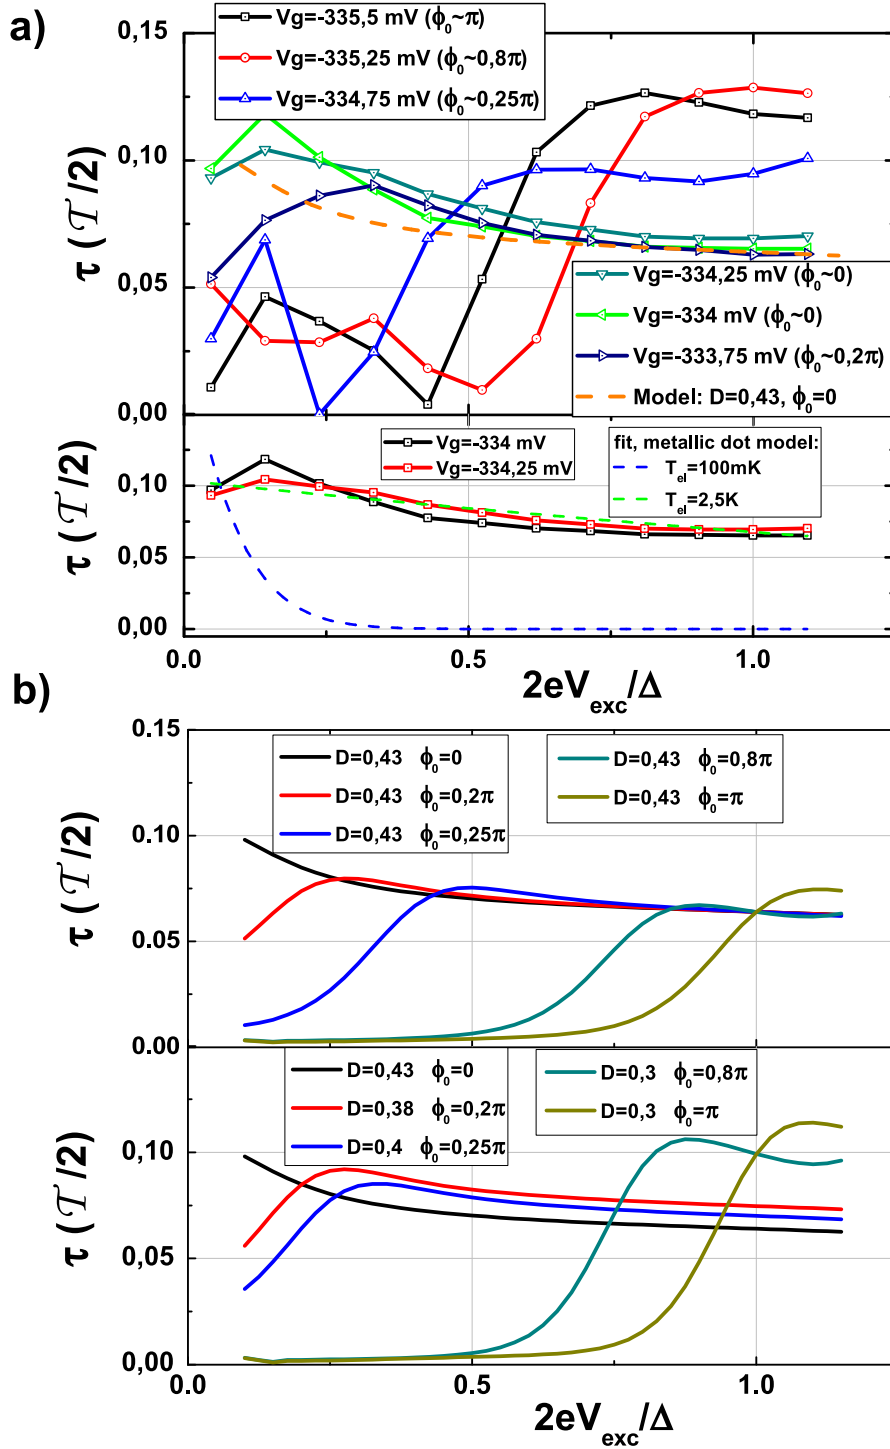 a)
Vg=-335,5 mV (ϕ₀~π)
Vg=-335,25 mV (ϕ₀~0,8π)
Vg=-334,75 mV (ϕ₀~0,25π)
0,15
0,10
0,05
0,00
τ (𝒯/2)
Vg=-334,25 mV (ϕ₀~0)
Vg=-334 mV (ϕ₀~0)
Vg=-333,75 mV (ϕ₀~0,2π)
Model: D=0,43, ϕ₀=0
Vg=-334 mV
Vg=-334,25 mV
fit, metallic dot model:
T_el=100mK
T_el=2,5K
0,10
0,05
0,00
τ (𝒯/2)
0.0 0.5 1.0
2eV_exc/Δ
b)
0.15
0.10
0.05
0.00
τ (𝒯/2)
D=0,43 ϕ₀=0
D=0,43 ϕ₀=0,2π
D=0,43 ϕ₀=0,25π
D=0,43 ϕ₀=0,8π
D=0,43 ϕ₀=π
D=0,43 ϕ₀=0
D=0,38 ϕ₀=0,2π
D=0,4 ϕ₀=0,25π
D=0,3 ϕ₀=0,8π
D=0,3 ϕ₀=π
0,10
0,05
0,00
τ (𝒯/2)
0.0 0.5 1.0
2eV_exc/Δ